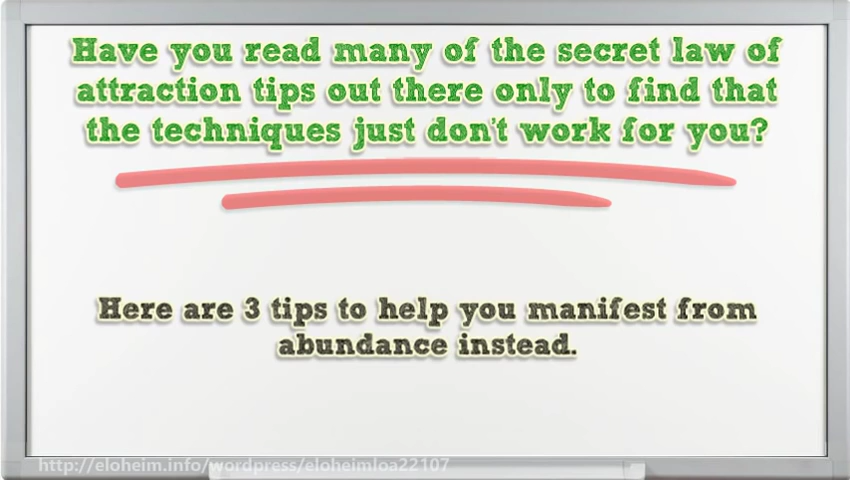 Have you read many of the secret law of
attraction tips out there only to find that
the techniques just don't work for you?
Here are 3 tips to help you manifest from
abundance instead.
http://eloheim.info/wordpress/eloheimloa22107